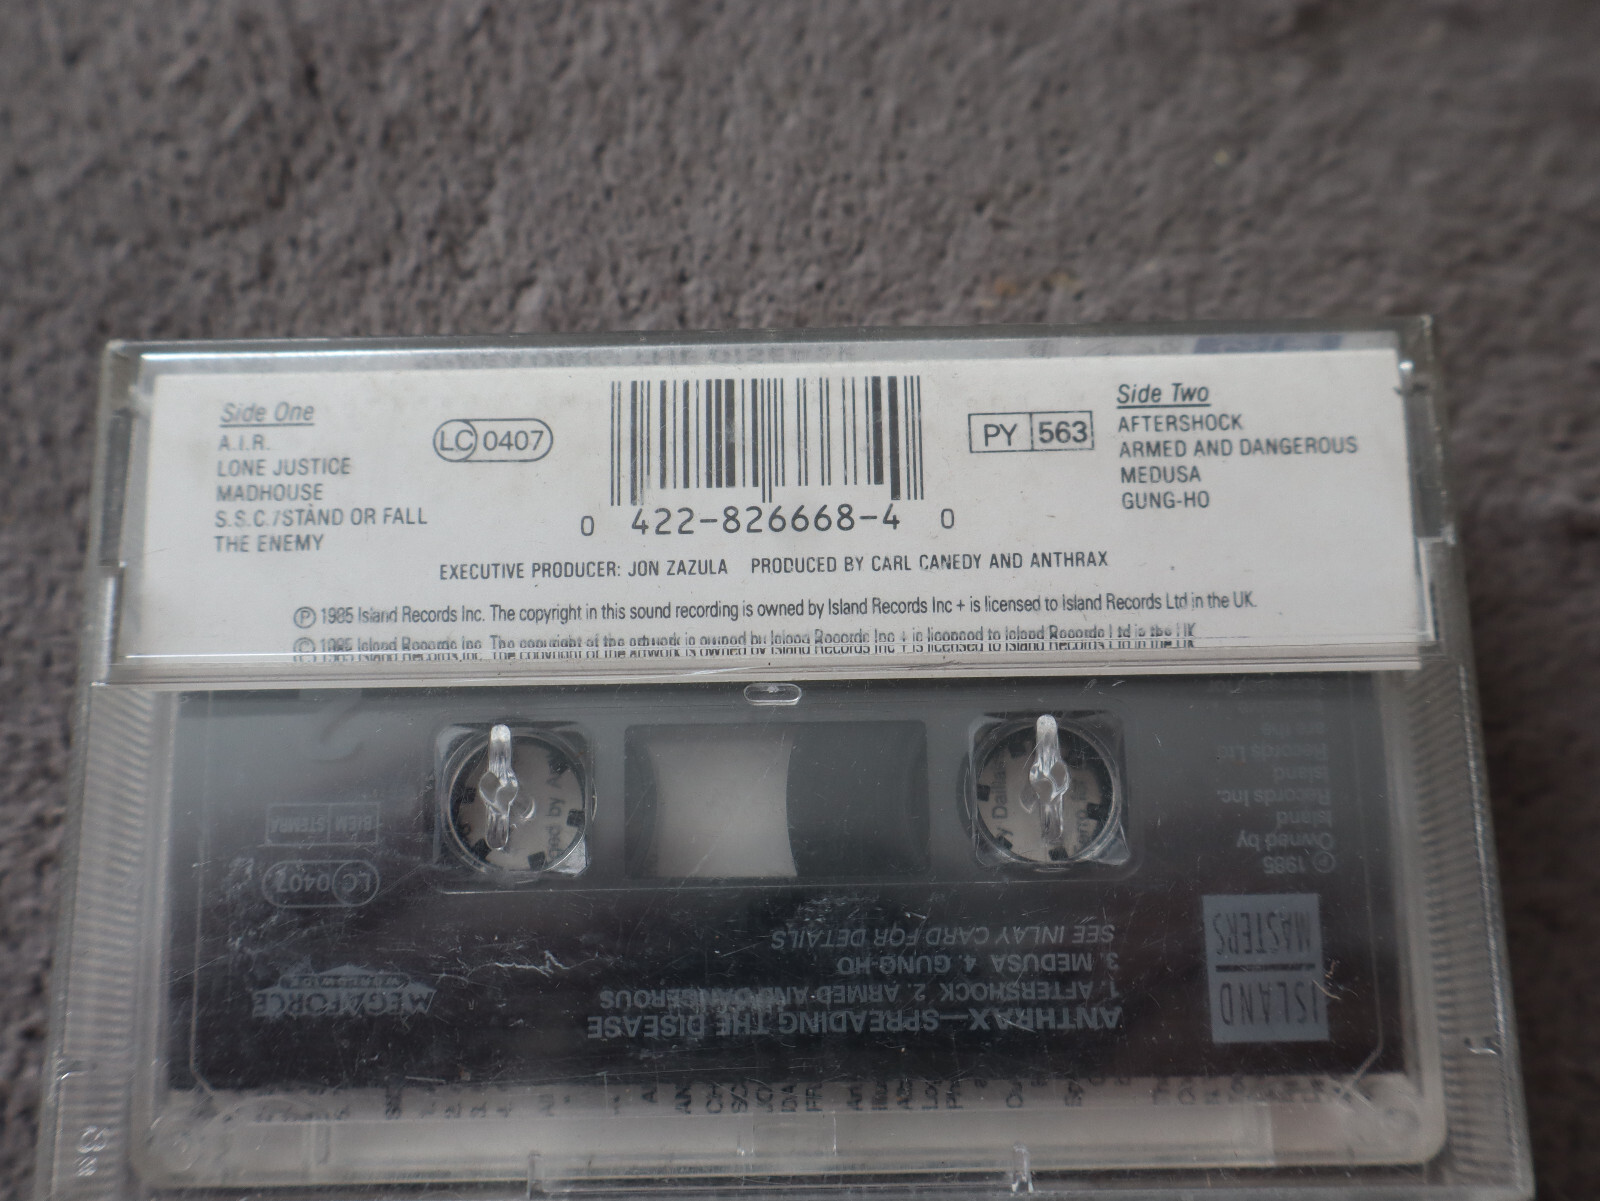 Side One
A.I.R.
LONE JUSTICE
MADHOUSE
S.S.C./STAND OR FALL
THE ENEMY
LC 0407
0 422-826668-4 0
PY 563
Side Two
AFTERSHOCK
ARMED AND DANGEROUS
MEDUSA
GUNG-HO
EXECUTIVE PRODUCER: JON ZAZULA PRODUCED BY CARL CANEDY AND ANTHRAX
Ⓟ 1985 Island Records Inc. The copyright in this sound recording is owned by Island Records Inc + is licensed to Island Records Ltd in the UK.
© 1985 Island Records Inc. The copyright of the artwork is owned by Island Records Inc + is licensed to Island Records Ltd in the UK
ISLAND
MASTERS
ANTHRAX—SPREADING THE DISEASE
1. AFTERSHOCK 2. ARMED AND DANGEROUS
3. MEDUSA 4. GUNG-HO
SEE INLAY CARD FOR DETAILS
MEGAFORCE
WORLDWIDE
LC 0407
BIEM STEMRA
Ⓟ 1985
Owned by
Island
Records Inc.
Island
Records Ltd